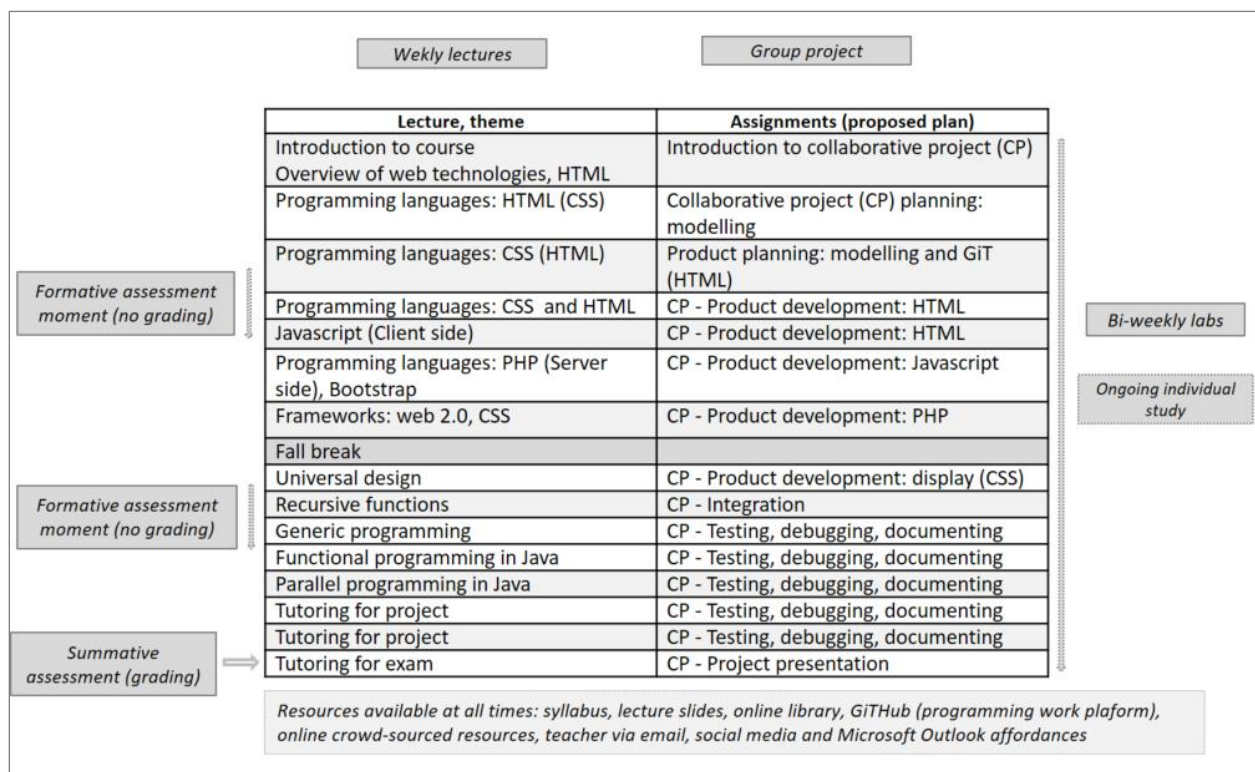 Wekly lectures
Group project
Lecture, theme
Assignments (proposed plan)
Introduction to course
Overview of web technologies, HTML
Introduction to collaborative project (CP)
Programming languages: HTML (CSS)
Collaborative project (CP) planning:
modelling
Programming languages: CSS (HTML)
Product planning: modelling and GiT
(HTML)
Formative assessment
moment (no grading)
Programming languages: CSS and HTML
CP - Product development: HTML
Javascript (Client side)
CP - Product development: HTML
Bi-weekly labs
Programming languages: PHP (Server
side), Bootstrap
CP - Product development: Javascript
Ongoing individual
study
Frameworks: web 2.0, CSS
CP - Product development: PHP
Fall break
Universal design
CP - Product development: display (CSS)
Formative assessment
moment (no grading)
Recursive functions
CP - Integration
Generic programming
CP - Testing, debugging, documenting
Functional programming in Java
CP - Testing, debugging, documenting
Parallel programming in Java
CP - Testing, debugging, documenting
Tutoring for project
CP - Testing, debugging, documenting
Tutoring for project
CP - Testing, debugging, documenting
Summative
assessment (grading)
Tutoring for exam
CP - Project presentation
Resources available at all times: syllabus, lecture slides, online library, GiTHub (programming work plaform),
online crowd-sourced resources, teacher via email, social media and Microsoft Outlook affordances